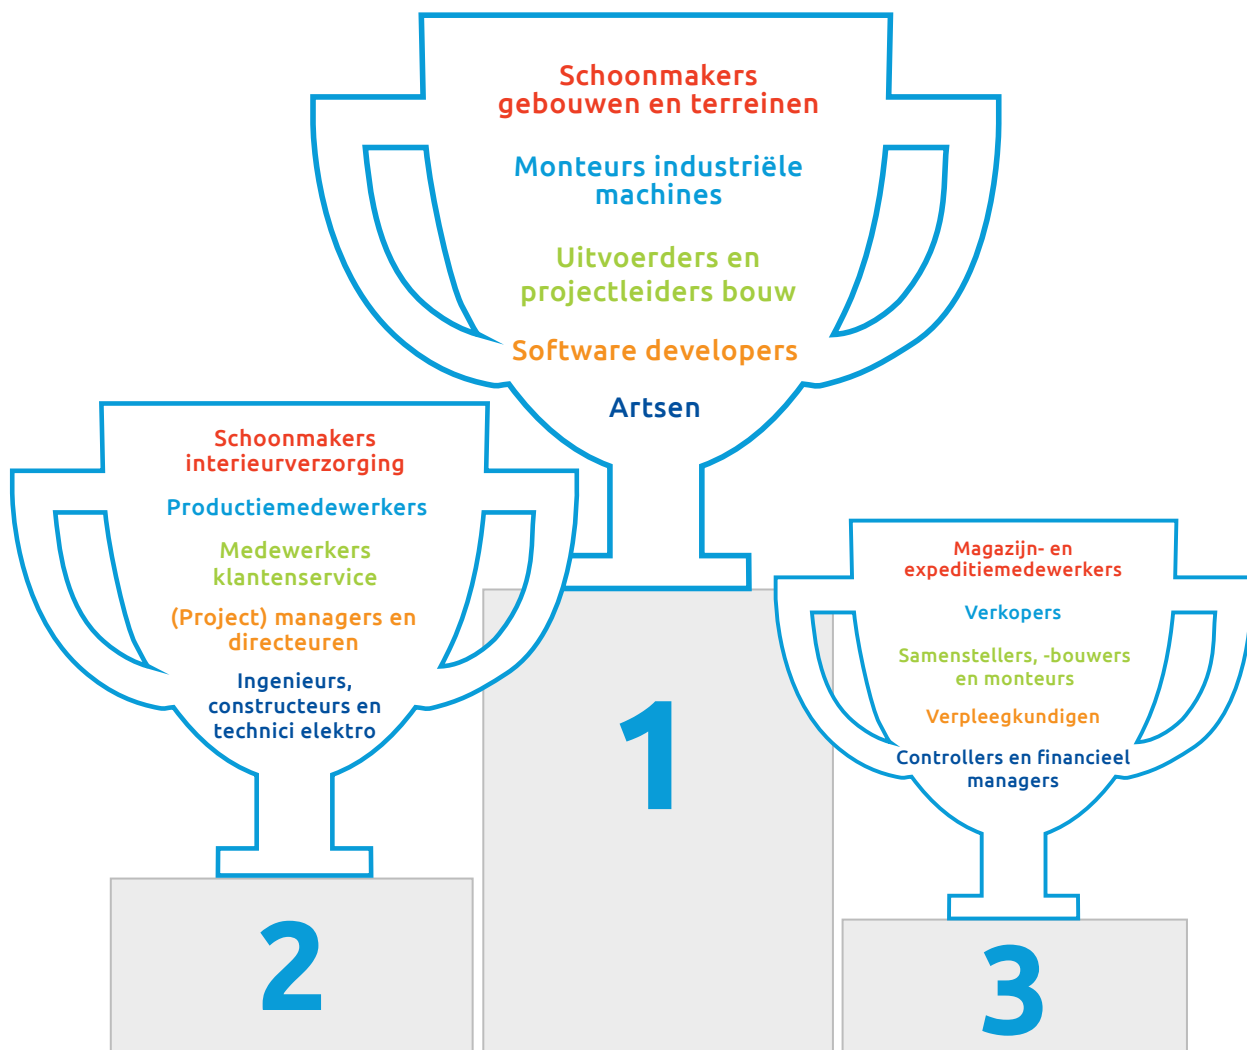 Schoonmakers
gebouwen en terreinen
Monteurs industriële
machines
Uitvoerders en
projectleiders bouw
Software developers
Artsen
1
Schoonmakers
interieurverzorging
Productiemedewerkers
Medewerkers
klantenservice
(Project) managers en
directeuren
Ingenieurs,
constructeurs en
technici elektro
2
Magazijn- en
expeditiemedewerkers
Verkopers
Samenstellers, -bouwers
en monteurs
Verpleegkundigen
Controllers en financieel
managers
3